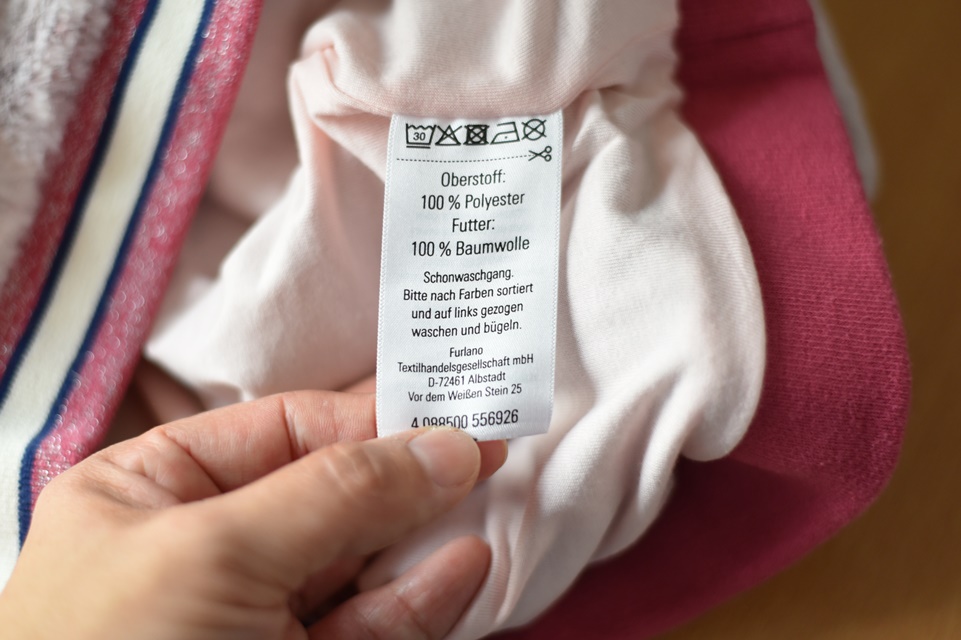 30
Oberstoff:
100 % Polyester
Futter:
100 % Baumwolle
Schonwaschgang.
Bitte nach Farben sortiert
und auf links gezogen
waschen und bügeln.
Furlano
Textilhandelsgesellschaft mbH
D-72461 Albstadt
Vor dem Weißen Stein 25
4 088500 556926